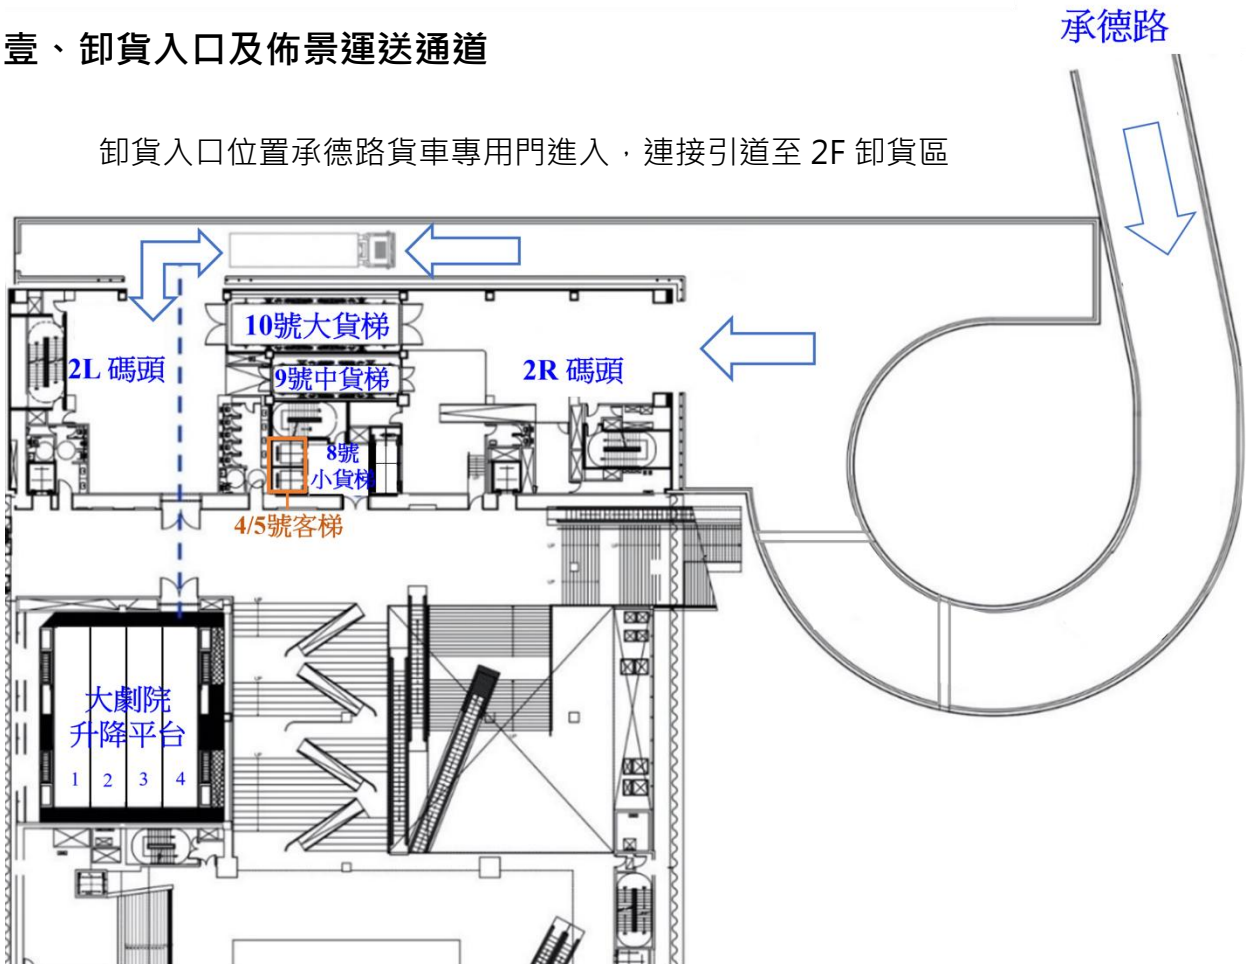 承德路
壹、卸貨入口及佈景運送通道
卸貨入口位置承德路貨車專用門進入，連接引道至 2F 卸貨區
10號大貨梯
2L 碼頭
9號中貨梯
2R 碼頭
8號
小貨梯
4/5號客梯
大劇院
升降平台
1 2 3 4